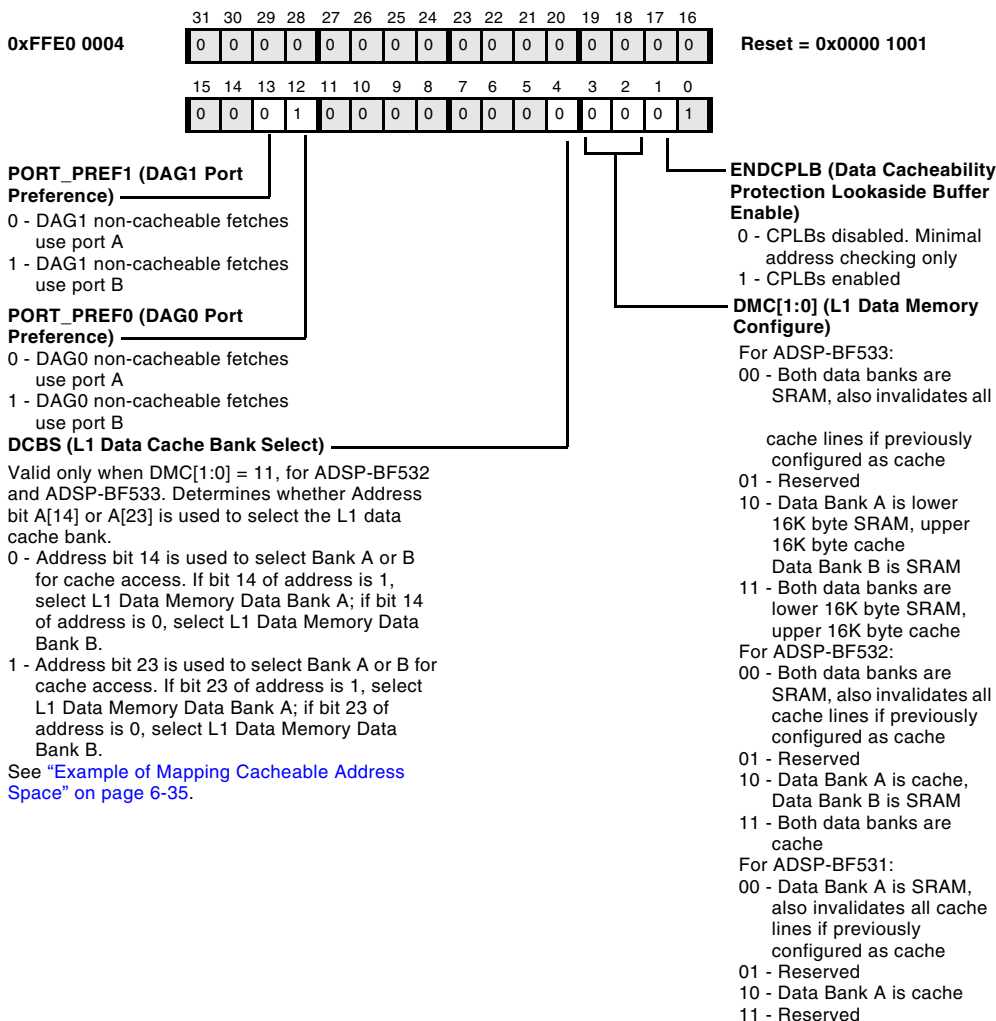 31 30 29 28 27 26 25 24 23 22 21 20 19 18 17 16
0xFFE0 0004
0 0 0 0 0 0 0 0 0 0 0 0 0 0 0 0
Reset = 0x0000 1001
15 14 13 12 11 10 9 8 7 6 5 4 3 2 1 0
0 0 0 1 0 0 0 0 0 0 0 0 0 0 0 1
PORT_PREF1 (DAG1 Port
Preference)
0 - DAG1 non-cacheable fetches
use port A
1 - DAG1 non-cacheable fetches
use port B
PORT_PREF0 (DAG0 Port
Preference)
0 - DAG0 non-cacheable fetches
use port A
1 - DAG0 non-cacheable fetches
use port B
DCBS (L1 Data Cache Bank Select)
Valid only when DMC[1:0] = 11, for ADSP-BF532
and ADSP-BF533. Determines whether Address
bit A[14] or A[23] is used to select the L1 data
cache bank.
0 - Address bit 14 is used to select Bank A or B
for cache access. If bit 14 of address is 1,
select L1 Data Memory Data Bank A; if bit 14
of address is 0, select L1 Data Memory Data
Bank B.
1 - Address bit 23 is used to select Bank A or B for
cache access. If bit 23 of address is 1, select
L1 Data Memory Data Bank A; if bit 23 of
address is 0, select L1 Data Memory Data
Bank B.
See “Example of Mapping Cacheable Address
Space” on page 6-35.
ENDCPLB (Data Cacheability
Protection Lookaside Buffer
Enable)
0 - CPLBs disabled. Minimal
address checking only
1 - CPLBs enabled
DMC[1:0] (L1 Data Memory
Configure)
For ADSP-BF533:
00 - Both data banks are
SRAM, also invalidates all
cache lines if previously
configured as cache
01 - Reserved
10 - Data Bank A is lower
16K byte SRAM, upper
16K byte cache
Data Bank B is SRAM
11 - Both data banks are
lower 16K byte SRAM,
upper 16K byte cache
For ADSP-BF532:
00 - Both data banks are
SRAM, also invalidates all
cache lines if previously
configured as cache
01 - Reserved
10 - Data Bank A is cache,
Data Bank B is SRAM
11 - Both data banks are
cache
For ADSP-BF531:
00 - Data Bank A is SRAM,
also invalidates all cache
lines if previously
configured as cache
01 - Reserved
10 - Data Bank A is cache
11 - Reserved